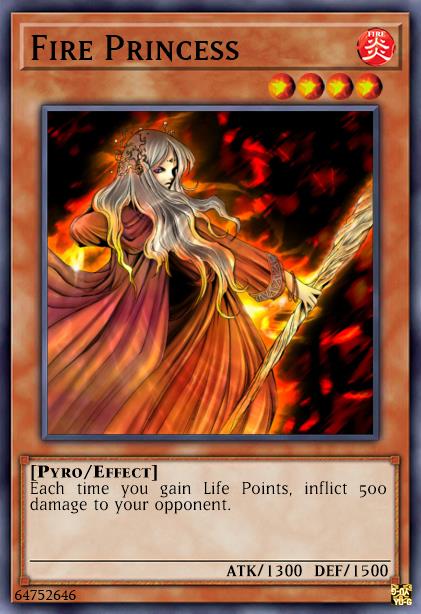 Fire Princess
FIRE
炎
[Pyro/Effect]
Each time you gain Life Points, inflict 500
damage to your opponent.
ATK/1300 DEF/1500
64752646